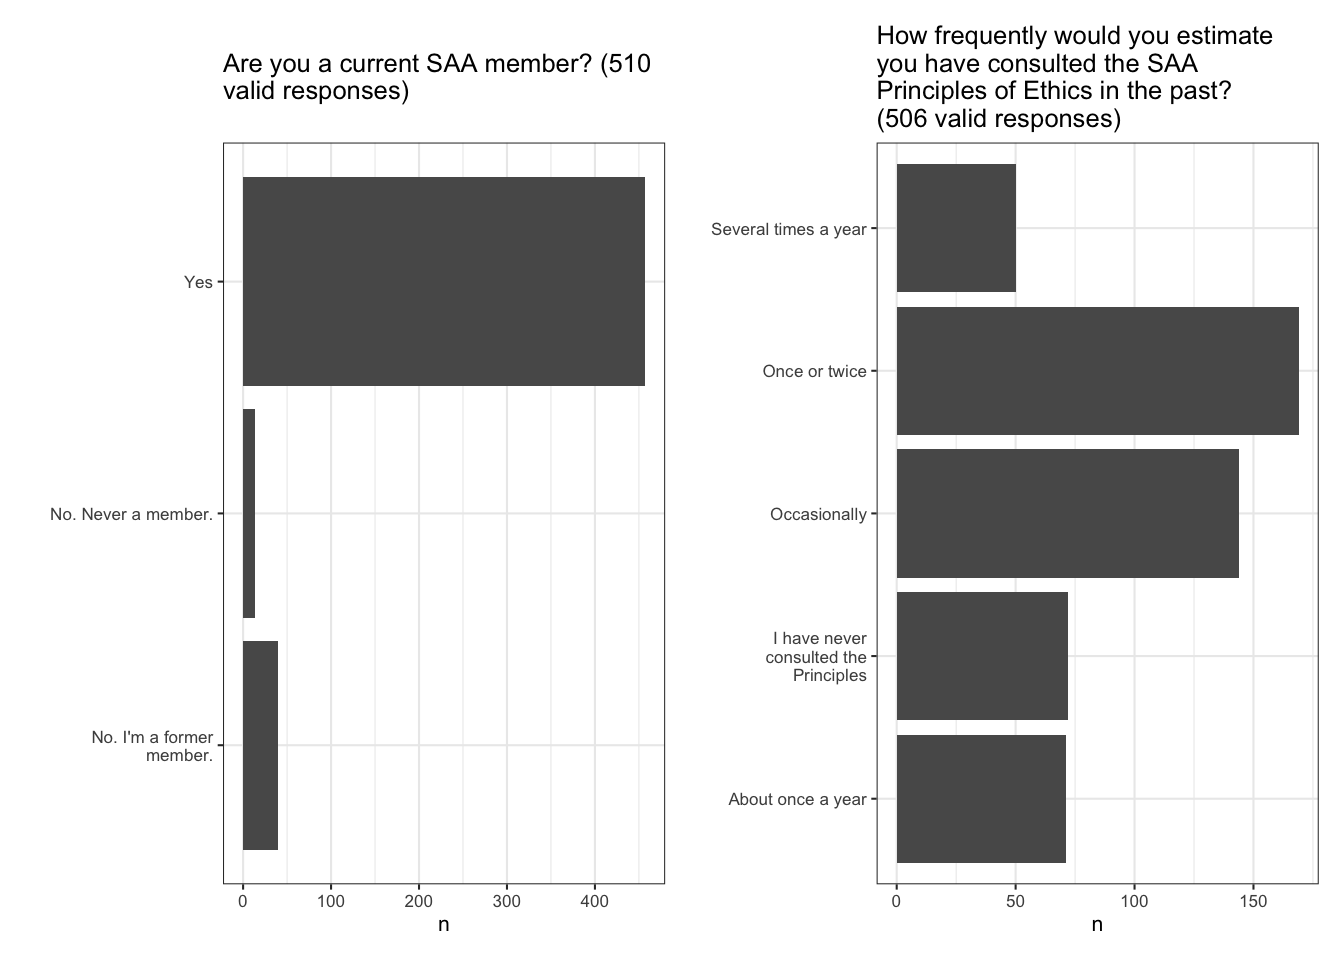 Are you a current SAA member? (510
valid responses)
Yes
No. Never a member.
No. I'm a former
member.
0 100 200 300 400
n
How frequently would you estimate
you have consulted the SAA
Principles of Ethics in the past?
(506 valid responses)
Several times a year
Once or twice
Occasionally
I have never
consulted the
Principles
About once a year
0 50 100 150
n